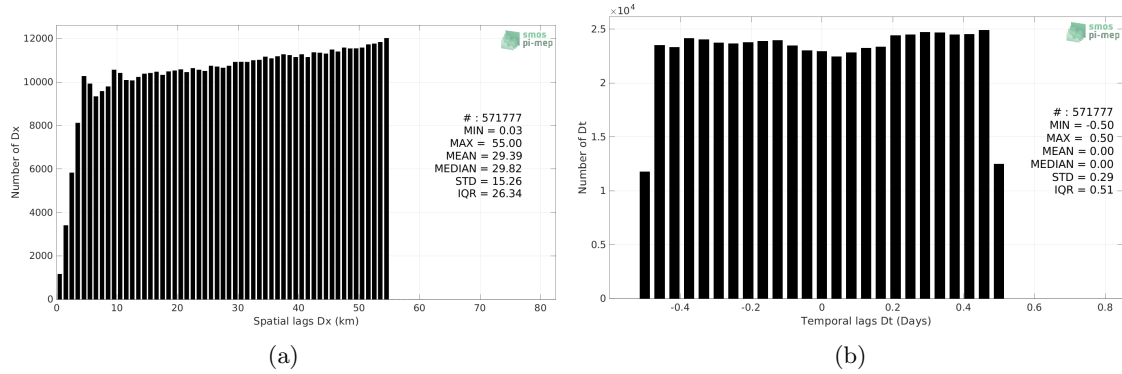 smos
pi-mep
12000
10000
8000
6000
4000
2000
0
Number of Dx
# : 571777
MIN = 0.03
MAX = 55.00
MEAN = 29.39
MEDIAN = 29.82
STD = 15.26
IQR = 26.34
0 10 20 30 40 50 60 70 80
Spatial lags Dx (km)
(a)
×10⁴
smos
pi-mep
2.5
2
1.5
1
0.5
0
Number of Dt
# : 571777
MIN = -0.50
MAX = 0.50
MEAN = 0.00
MEDIAN = 0.00
STD = 0.29
IQR = 0.51
-0.4 -0.2 0 0.2 0.4 0.6 0.8
Temporal lags Dt (Days)
(b)